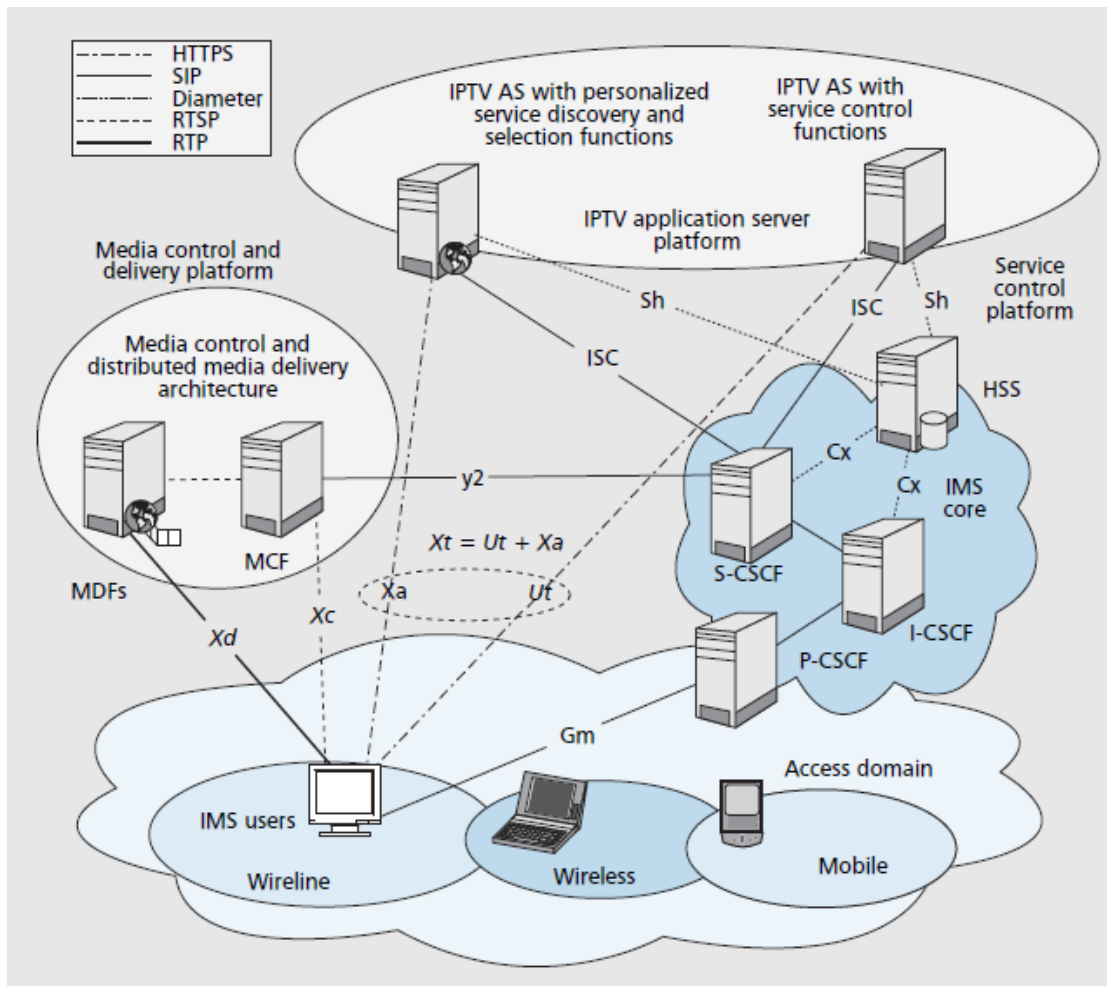 HTTPS
SIP
Diameter
RTSP
RTP
IPTV AS with personalized
service discovery and
selection functions
IPTV AS with
service control
functions
IPTV application server
platform
Media control and
delivery platform
Service
control
platform
Sh
ISC
Sh
Media control and
distributed media delivery
architecture
ISC
HSS
Cx
y2
Cx
IMS
core
MCF
Xt = Ut + Xa
S-CSCF
MDFs
Xa
Ut
Xc
I-CSCF
Xd
P-CSCF
Gm
Access domain
IMS users
Wireline
Wireless
Mobile